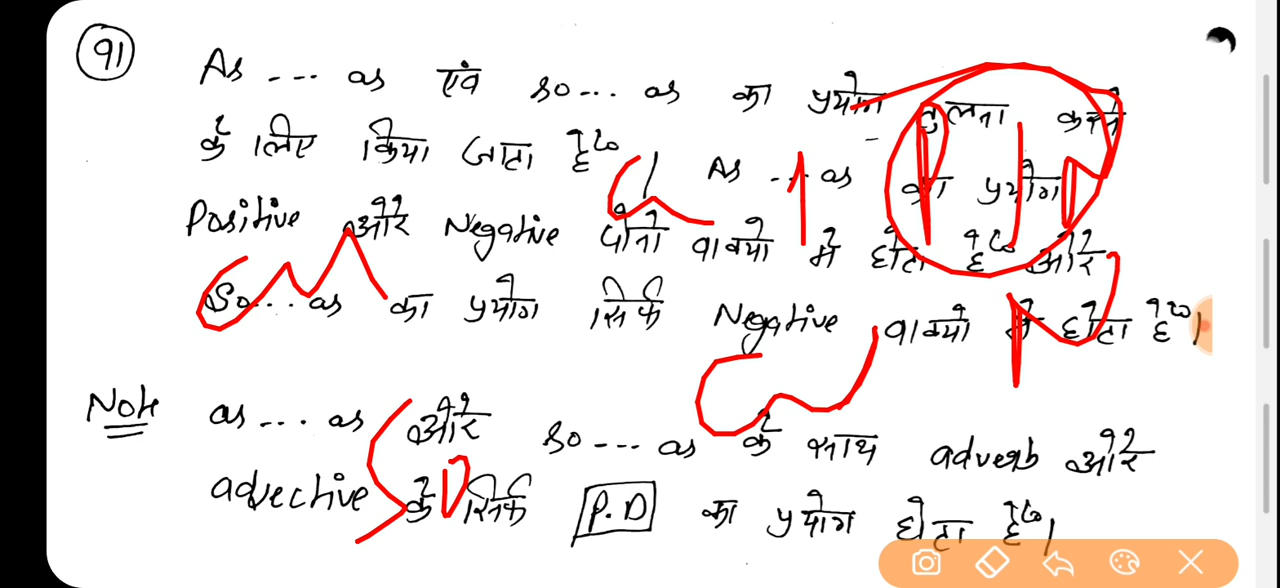 91
As ... as एवं so ... as का प्रयोग तुलना करने
के लिए किया जाता है। As ... as का प्रयोग
Positive और Negative दोनो वाक्यो मे होता है और
So ... as का प्रयोग सिर्फ Negative वाक्यो मे होता है।
Note as ... as और so ... as के साथ adverb और
advective के सिर्फ P.D का प्रयोग होता है।